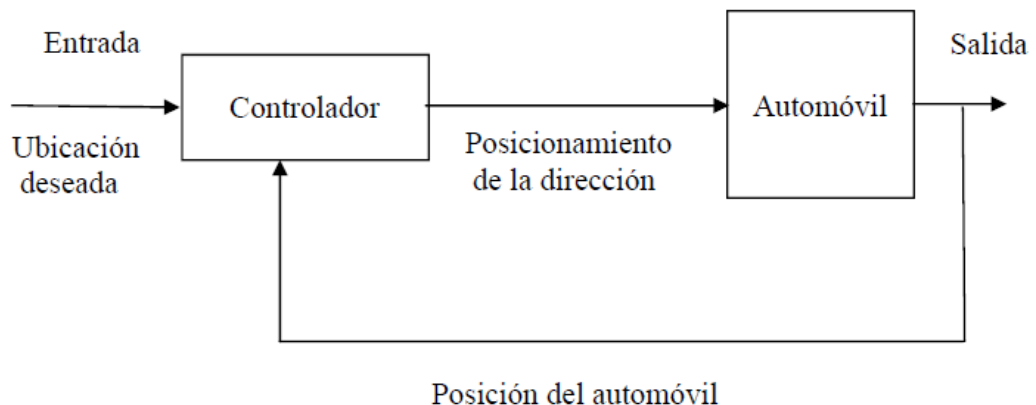 Entrada
Salida
Controlador
Automóvil
Ubicación
deseada
Posicionamiento
de la dirección
Posición del automóvil